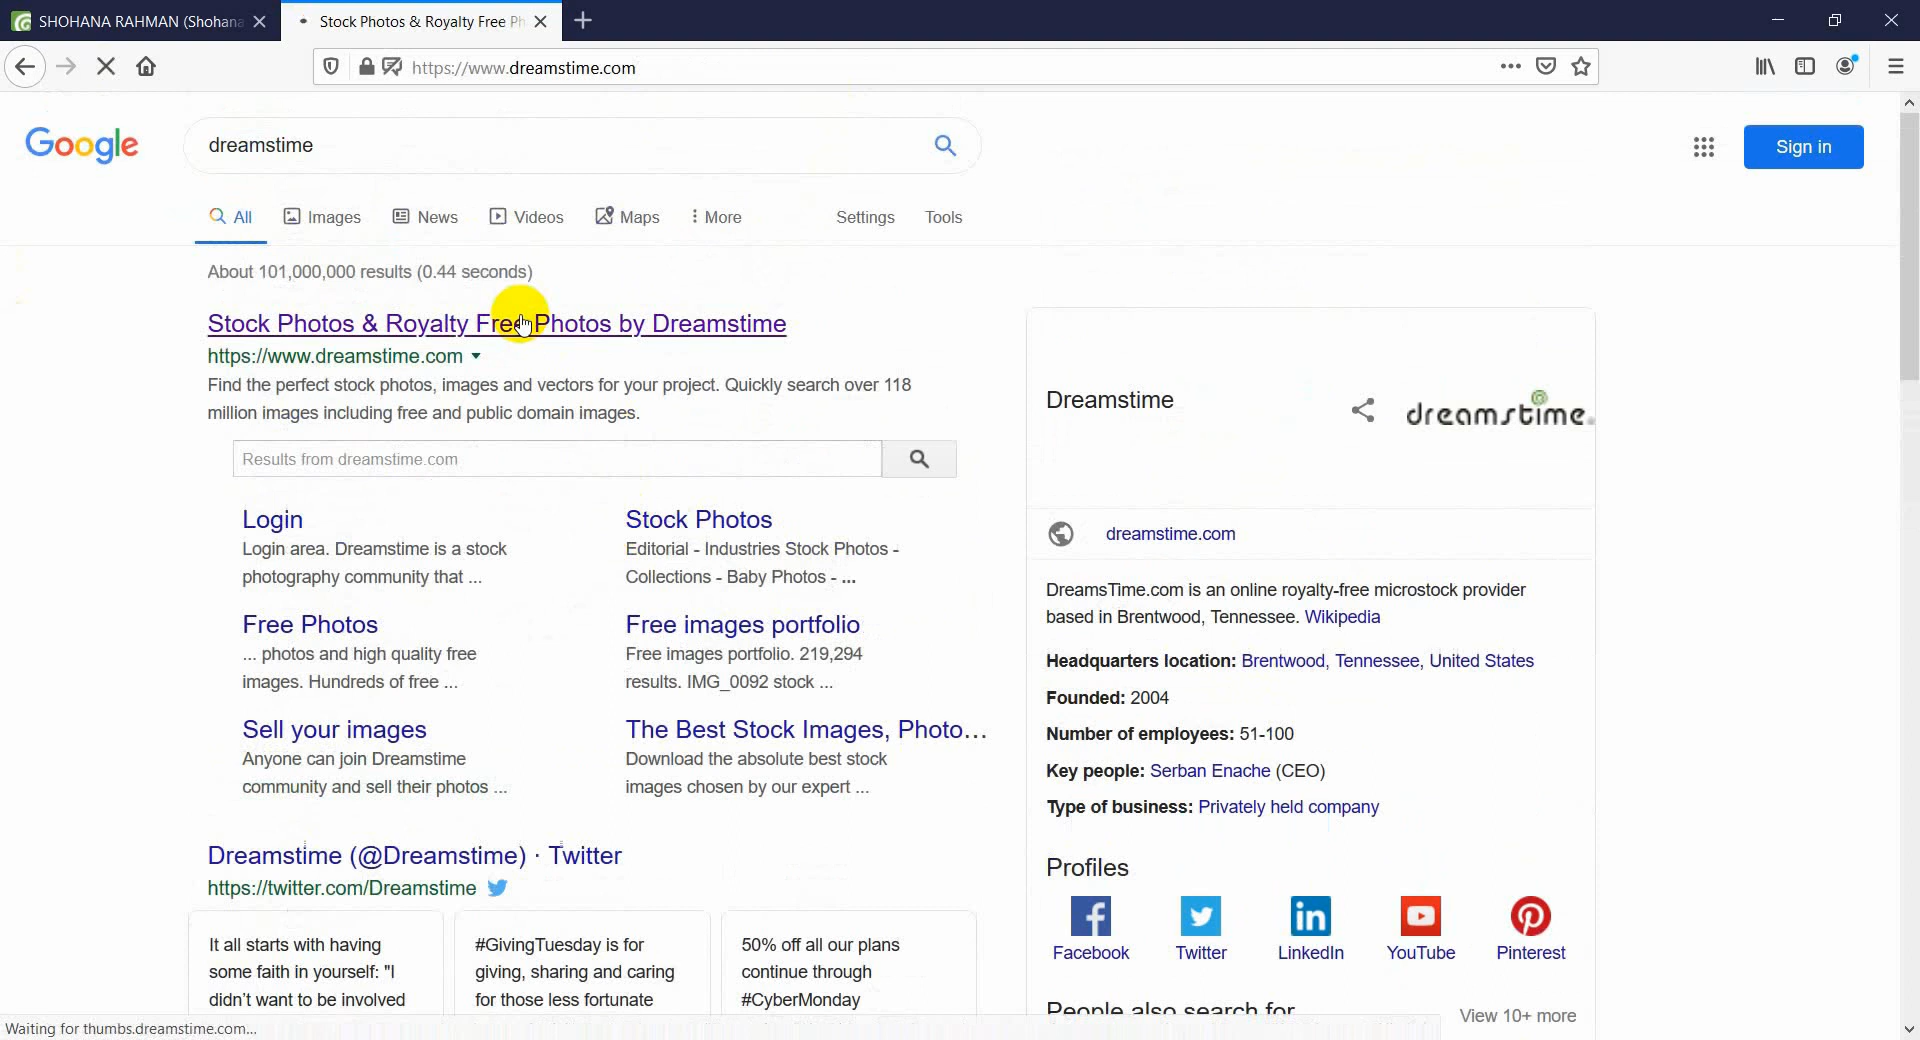 SHOHANA RAHMAN (Shohana
Stock Photos & Royalty Free Ph
https://www.dreamstime.com
Google
dreamstime
Sign in
All Images News Videos Maps More Settings Tools
About 101,000,000 results (0.44 seconds)
Stock Photos & Royalty Free Photos by Dreamstime
https://www.dreamstime.com
Find the perfect stock photos, images and vectors for your project. Quickly search over 118
million images including free and public domain images.
Results from dreamstime.com
Login
Login area. Dreamstime is a stock
photography community that ...
Stock Photos
Editorial - Industries Stock Photos -
Collections - Baby Photos - ...
Free Photos
... photos and high quality free
images. Hundreds of free ...
Free images portfolio
Free images portfolio. 219,294
results. IMG_0092 stock ...
Sell your images
Anyone can join Dreamstime
community and sell their photos ...
The Best Stock Images, Photo...
Download the absolute best stock
images chosen by our expert ...
Dreamstime (@Dreamstime) · Twitter
https://twitter.com/Dreamstime
It all starts with having
some faith in yourself: "I
didn't want to be involved
#GivingTuesday is for
giving, sharing and caring
for those less fortunate
50% off all our plans
continue through
#CyberMonday
Dreamstime
dreamstime.
dreamstime.com
DreamsTime.com is an online royalty-free microstock provider
based in Brentwood, Tennessee. Wikipedia
Headquarters location: Brentwood, Tennessee, United States
Founded: 2004
Number of employees: 51-100
Key people: Serban Enache (CEO)
Type of business: Privately held company
Profiles
Facebook Twitter LinkedIn YouTube Pinterest
People also search for
View 10+ more
Waiting for thumbs.dreamstime.com...